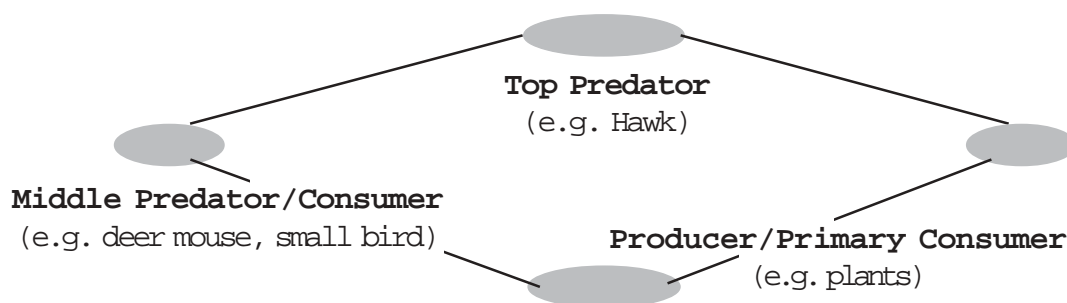 Top Predator
(e.g. Hawk)
Middle Predator/Consumer
(e.g. deer mouse, small bird)
Producer/Primary Consumer
(e.g. plants)